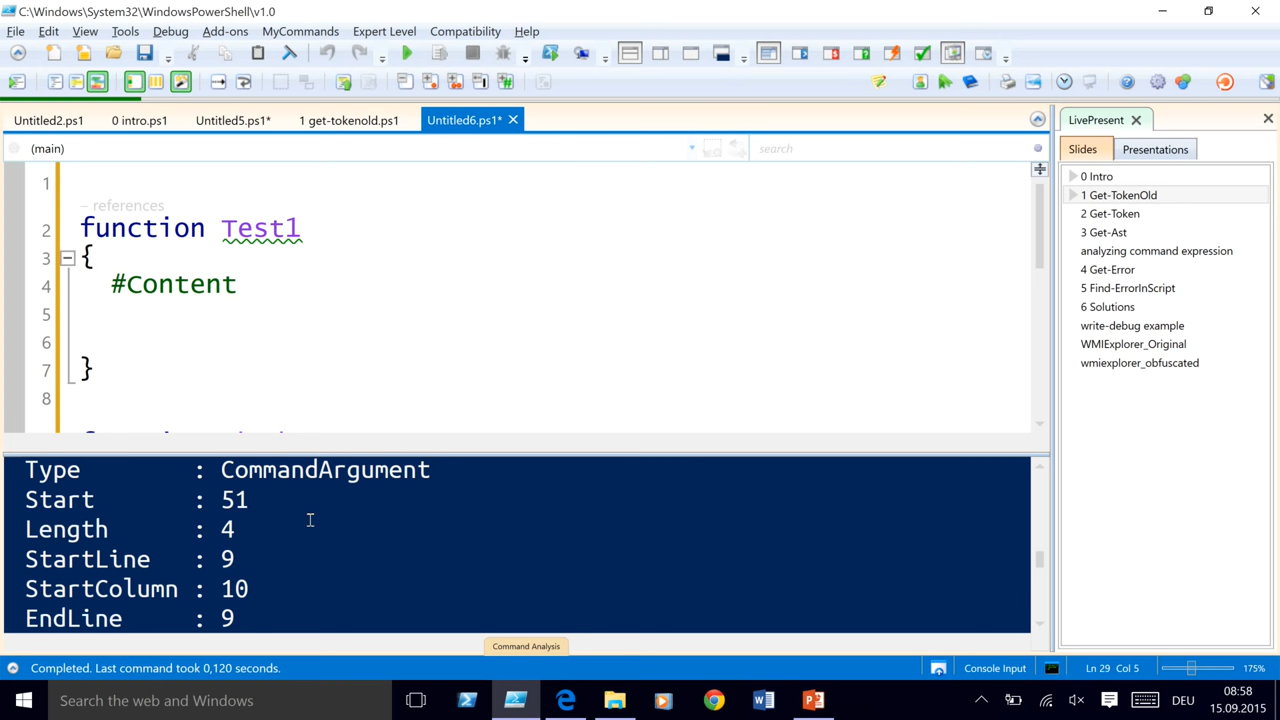 C:\Windows\System32\WindowsPowerShell\v1.0
File Edit View Tools Debug Add-ons MyCommands Expert Level Compatibility Help
Untitled2.ps1 0 intro.ps1 Untitled5.ps1* 1 get-tokenold.ps1 Untitled6.ps1*
(main) search
1
– references
2 function Test1
3 {
4 #Content
5
6
7 }
8
Type : CommandArgument
Start : 51
Length : 4
StartLine : 9
StartColumn : 10
EndLine : 9
Command Analysis
LivePresent
Slides Presentations
0 Intro
1 Get-TokenOld
2 Get-Token
3 Get-Ast
analyzing command expression
4 Get-Error
5 Find-ErrorInScript
6 Solutions
write-debug example
WMIExplorer_Original
wmiexplorer_obfuscated
Completed. Last command took 0,120 seconds. Console Input Ln 29 Col 5 175%
Search the web and Windows DEU 08:58
15.09.2015